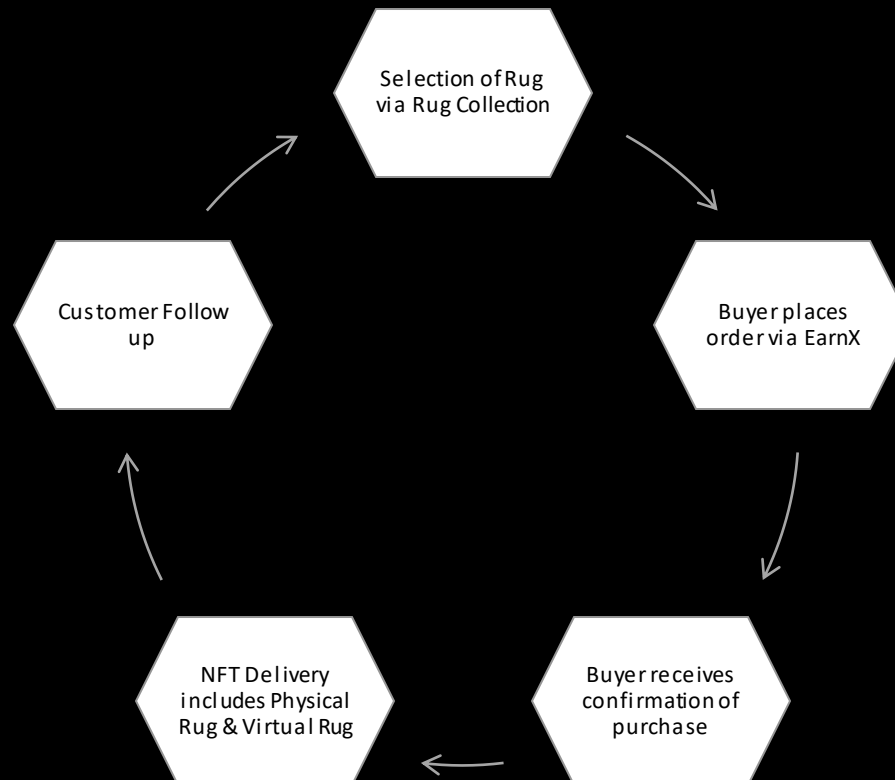 Selection of Rug
via Rug Collection
Buyer places
order via EarnX
Buyer receives
confirmation of
purchase
NFT Delivery
includes Physical
Rug & Virtual Rug
Customer Follow
up